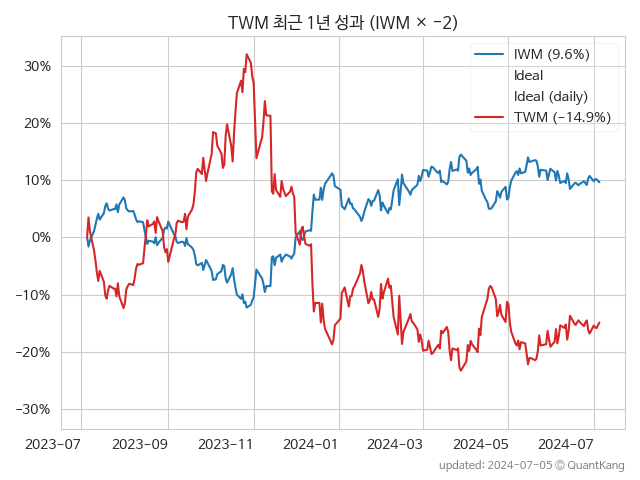 TWM 최근 1년 성과 (IWM × −2)
IWM (9.6%)
Ideal
Ideal (daily)
TWM (−14.9%)
30%
20%
10%
0%
−10%
−20%
−30%
2023-07 2023-09 2023-11 2024-01 2024-03 2024-05 2024-07
updated: 2024-07-05 © QuantKang